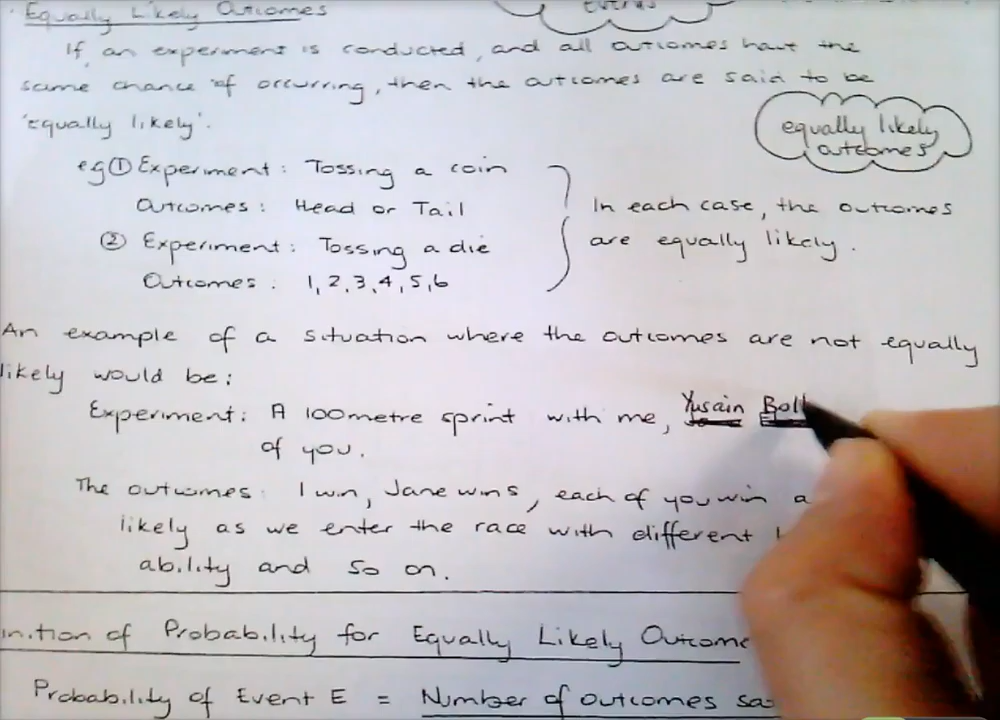 Equally Likely Outcomes
If an experiment is conducted, and all outcomes have the
same chance of occurring, then the outcomes are said to be
'equally likely'.
equally likely
outcomes
eg ① Experiment: Tossing a coin
Outcomes: Head or Tail
② Experiment: Tossing a die
Outcomes: 1, 2, 3, 4, 5, 6
In each case, the outcomes
are equally likely.
An example of a situation where the outcomes are not equally
likely would be:
Experiment: A 100metre sprint with me, Yusain Bolt
of you.
The outcomes: I win, Jane wins, each of you win a
likely as we enter the race with different
ability and so on.
inition of Probability for Equally Likely Outcome
Probability of Event E = Number of outcomes sa